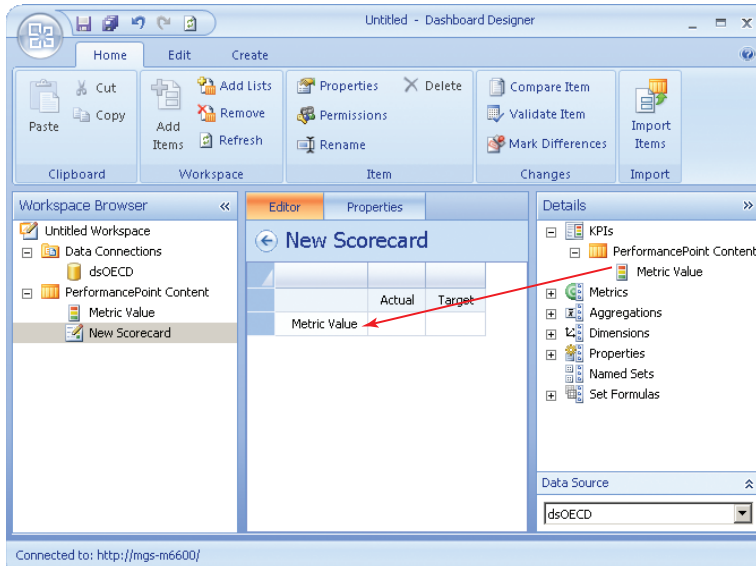 Untitled - Dashboard Designer
Home Edit Create
Paste
Cut
Copy
Clipboard
Add Items
Add Lists
Remove
Refresh
Workspace
Properties
Permissions
Rename
Delete
Item
Compare Item
Validate Item
Mark Differences
Changes
Import Items
Import
Workspace Browser
Untitled Workspace
Data Connections
dsOECD
PerformancePoint Content
Metric Value
New Scorecard
Editor Properties
New Scorecard
Actual Target
Metric Value
Details
KPIs
PerformancePoint Content
Metric Value
Metrics
Aggregations
Dimensions
Properties
Named Sets
Set Formulas
Data Source
dsOECD
Connected to: http://mgs-m6600/